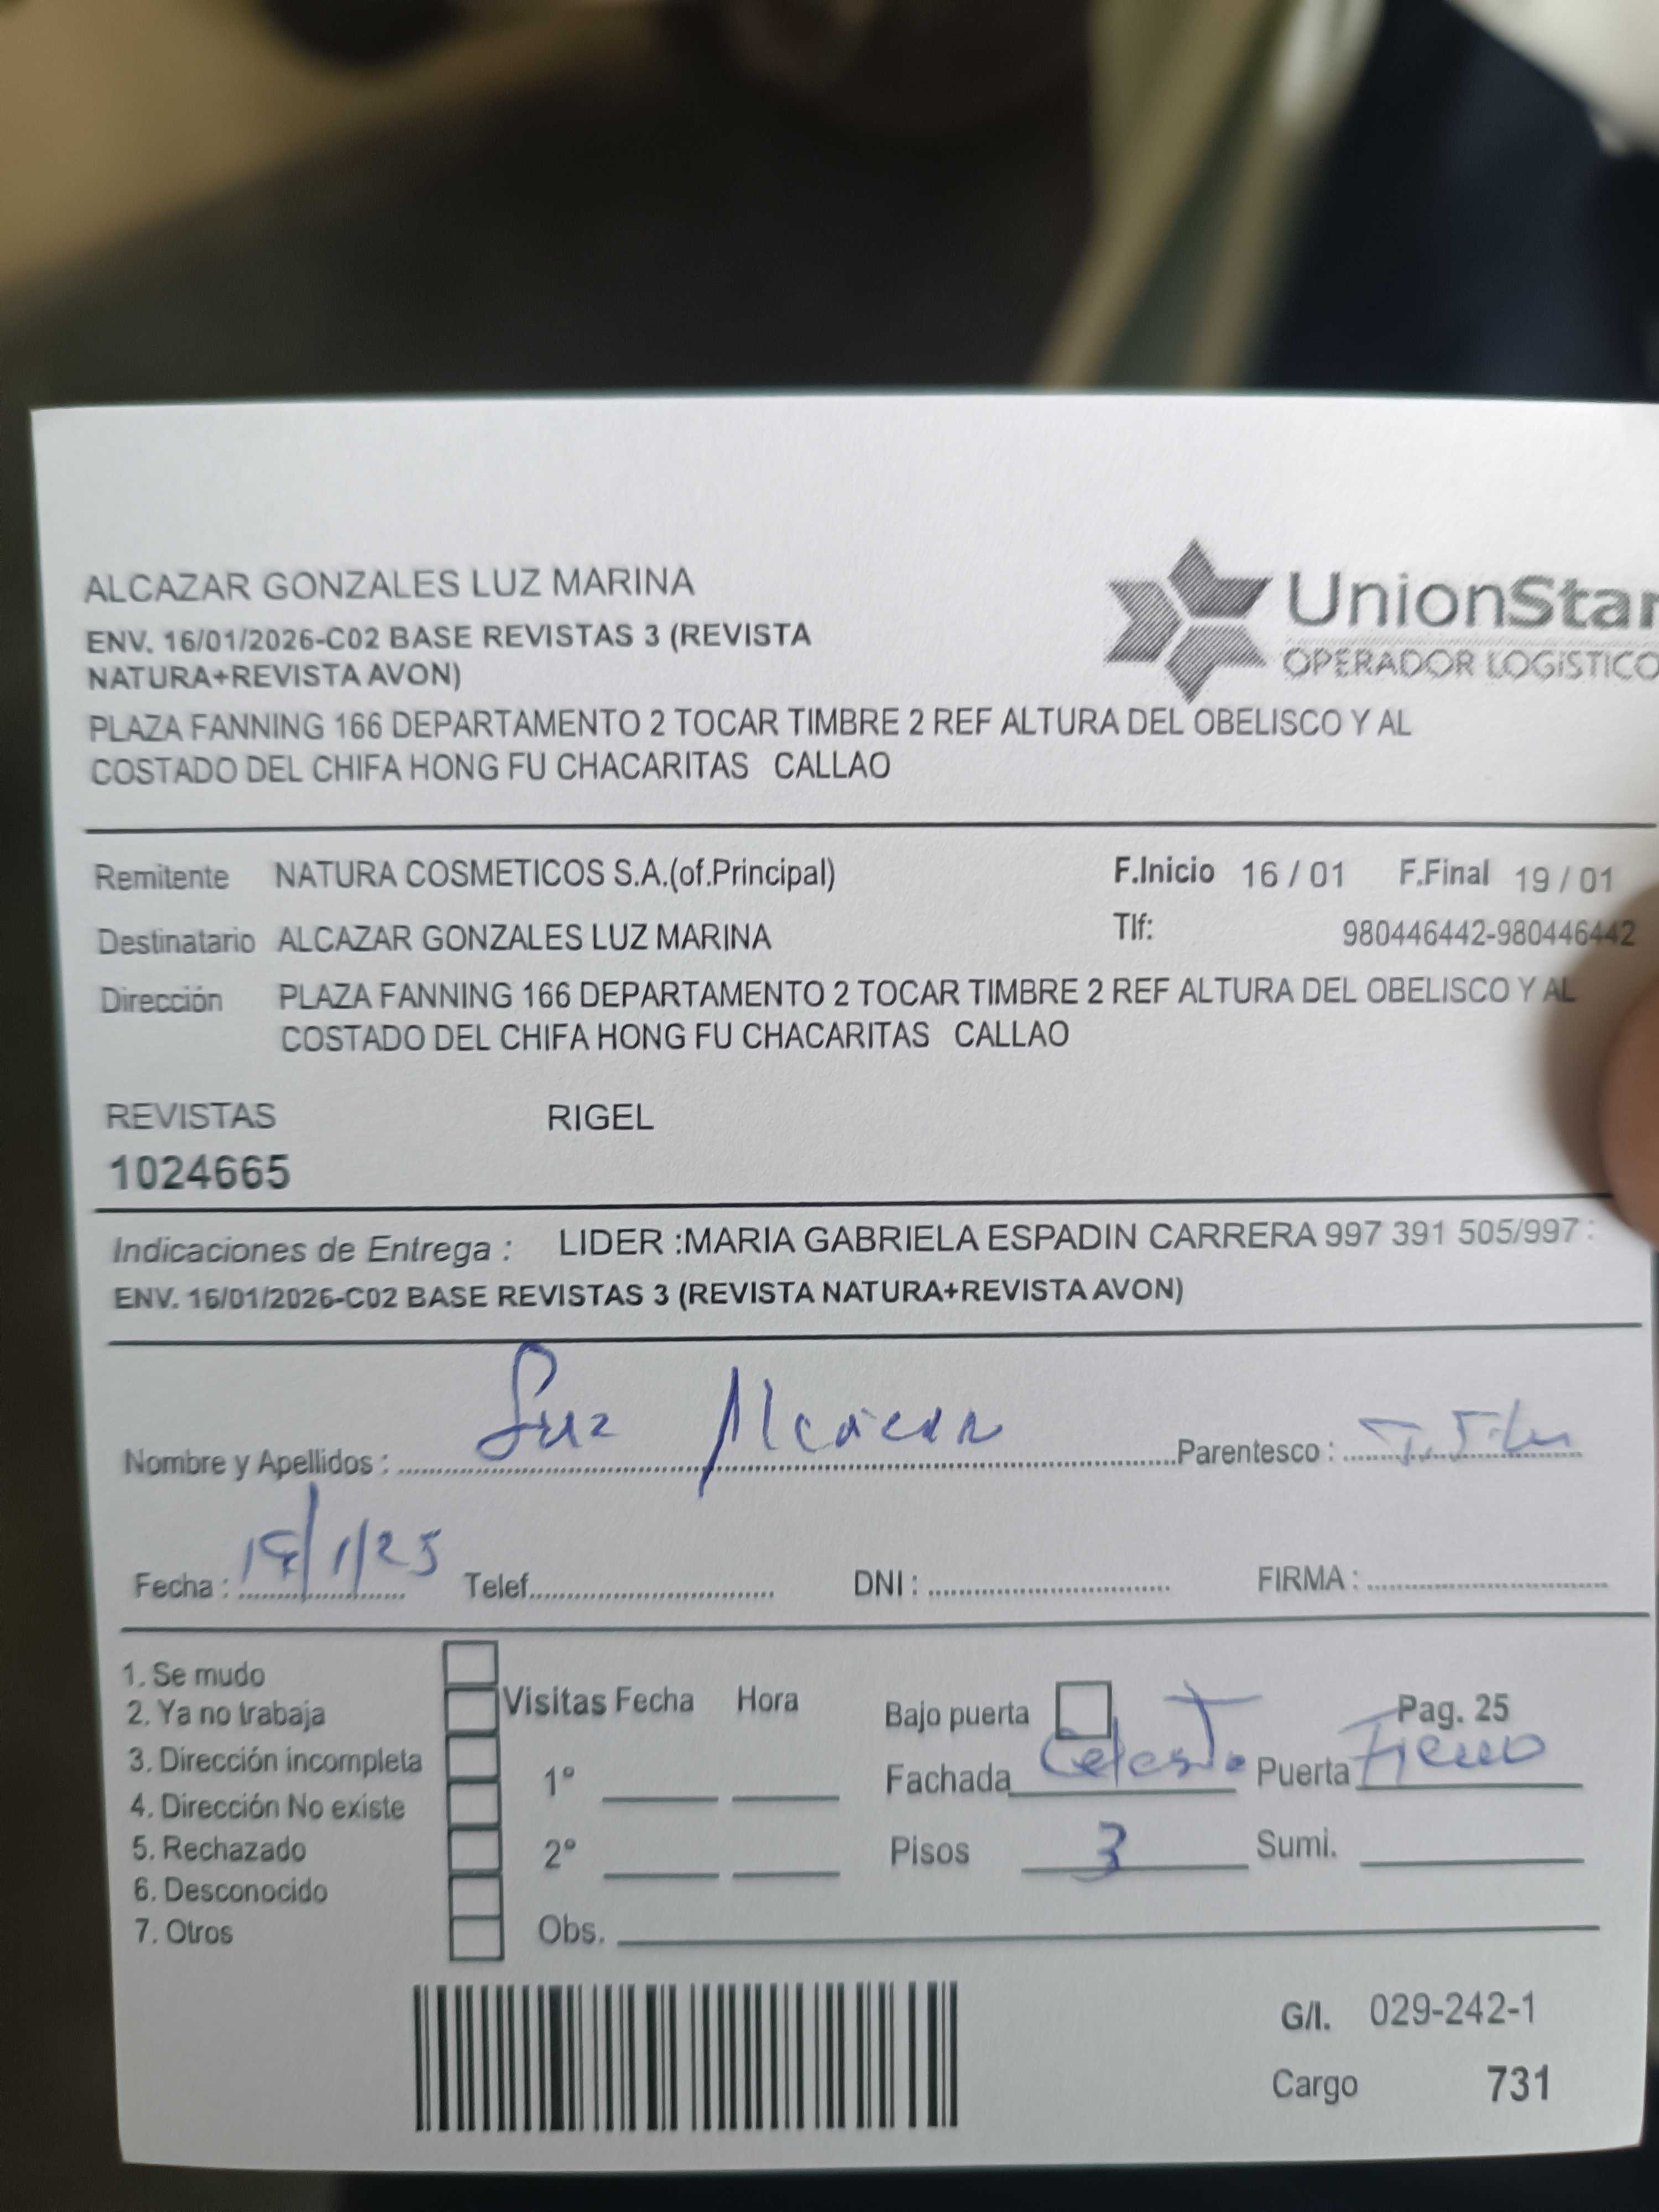 ALCAZAR GONZALES LUZ MARINA
ENV. 16/01/2026-C02 BASE REVISTAS 3 (REVISTA
NATURA+REVISTA AVON)
UnionStar
OPERADOR LOGISTICO
PLAZA FANNING 166 DEPARTAMENTO 2 TOCAR TIMBRE 2 REF ALTURA DEL OBELISCO Y AL
COSTADO DEL CHIFA HONG FU CHACARITAS CALLAO
Remitente NATURA COSMETICOS S.A.(of.Principal) F.Inicio 16 / 01 F.Final 19 / 01
Destinatario ALCAZAR GONZALES LUZ MARINA Tlf: 980446442-980446442
Dirección PLAZA FANNING 166 DEPARTAMENTO 2 TOCAR TIMBRE 2 REF ALTURA DEL OBELISCO Y AL
COSTADO DEL CHIFA HONG FU CHACARITAS CALLAO
REVISTAS RIGEL
1024665
Indicaciones de Entrega : LIDER :MARIA GABRIELA ESPADIN CARRERA 997 391 505/997
ENV. 16/01/2026-C02 BASE REVISTAS 3 (REVISTA NATURA+REVISTA AVON)
Nombre y Apellidos : Luz Alcazar Parentesco :
Fecha : Telef. DNI : FIRMA :
1. Se mudo
2. Ya no trabaja
3. Dirección incompleta
4. Dirección No existe
5. Rechazado
6. Desconocido
7. Otros
Visitas Fecha Hora
1º
2º
Obs.
Bajo puerta Pag. 25
Fachada Celeste Puerta Fierro
Pisos 3 Sumi.
G/I. 029-242-1
Cargo 731